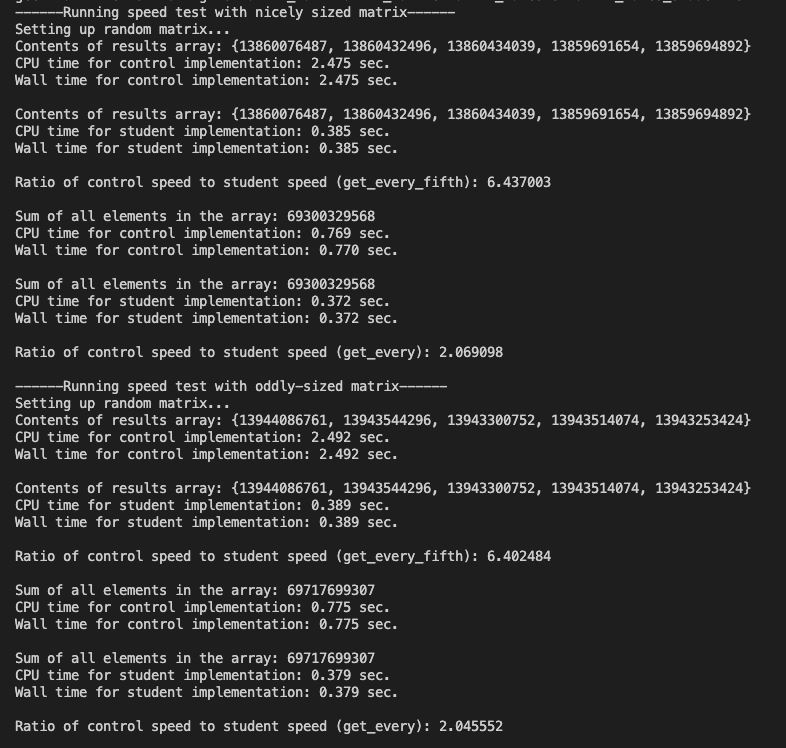 ------Running speed test with nicely sized matrix------
Setting up random matrix...
Contents of results array: {13860076487, 13860432496, 13860434039, 13859691654, 13859694892}
CPU time for control implementation: 2.475 sec.
Wall time for control implementation: 2.475 sec.
Contents of results array: {13860076487, 13860432496, 13860434039, 13859691654, 13859694892}
CPU time for student implementation: 0.385 sec.
Wall time for student implementation: 0.385 sec.
Ratio of control speed to student speed (get_every_fifth): 6.437003
Sum of all elements in the array: 69300329568
CPU time for control implementation: 0.769 sec.
Wall time for control implementation: 0.770 sec.
Sum of all elements in the array: 69300329568
CPU time for student implementation: 0.372 sec.
Wall time for student implementation: 0.372 sec.
Ratio of control speed to student speed (get_every): 2.069098
------Running speed test with oddly-sized matrix------
Setting up random matrix...
Contents of results array: {13944086761, 13943544296, 13943300752, 13943514074, 13943253424}
CPU time for control implementation: 2.492 sec.
Wall time for control implementation: 2.492 sec.
Contents of results array: {13944086761, 13943544296, 13943300752, 13943514074, 13943253424}
CPU time for student implementation: 0.389 sec.
Wall time for student implementation: 0.389 sec.
Ratio of control speed to student speed (get_every_fifth): 6.402484
Sum of all elements in the array: 69717699307
CPU time for control implementation: 0.775 sec.
Wall time for control implementation: 0.775 sec.
Sum of all elements in the array: 69717699307
CPU time for student implementation: 0.379 sec.
Wall time for student implementation: 0.379 sec.
Ratio of control speed to student speed (get_every): 2.045552